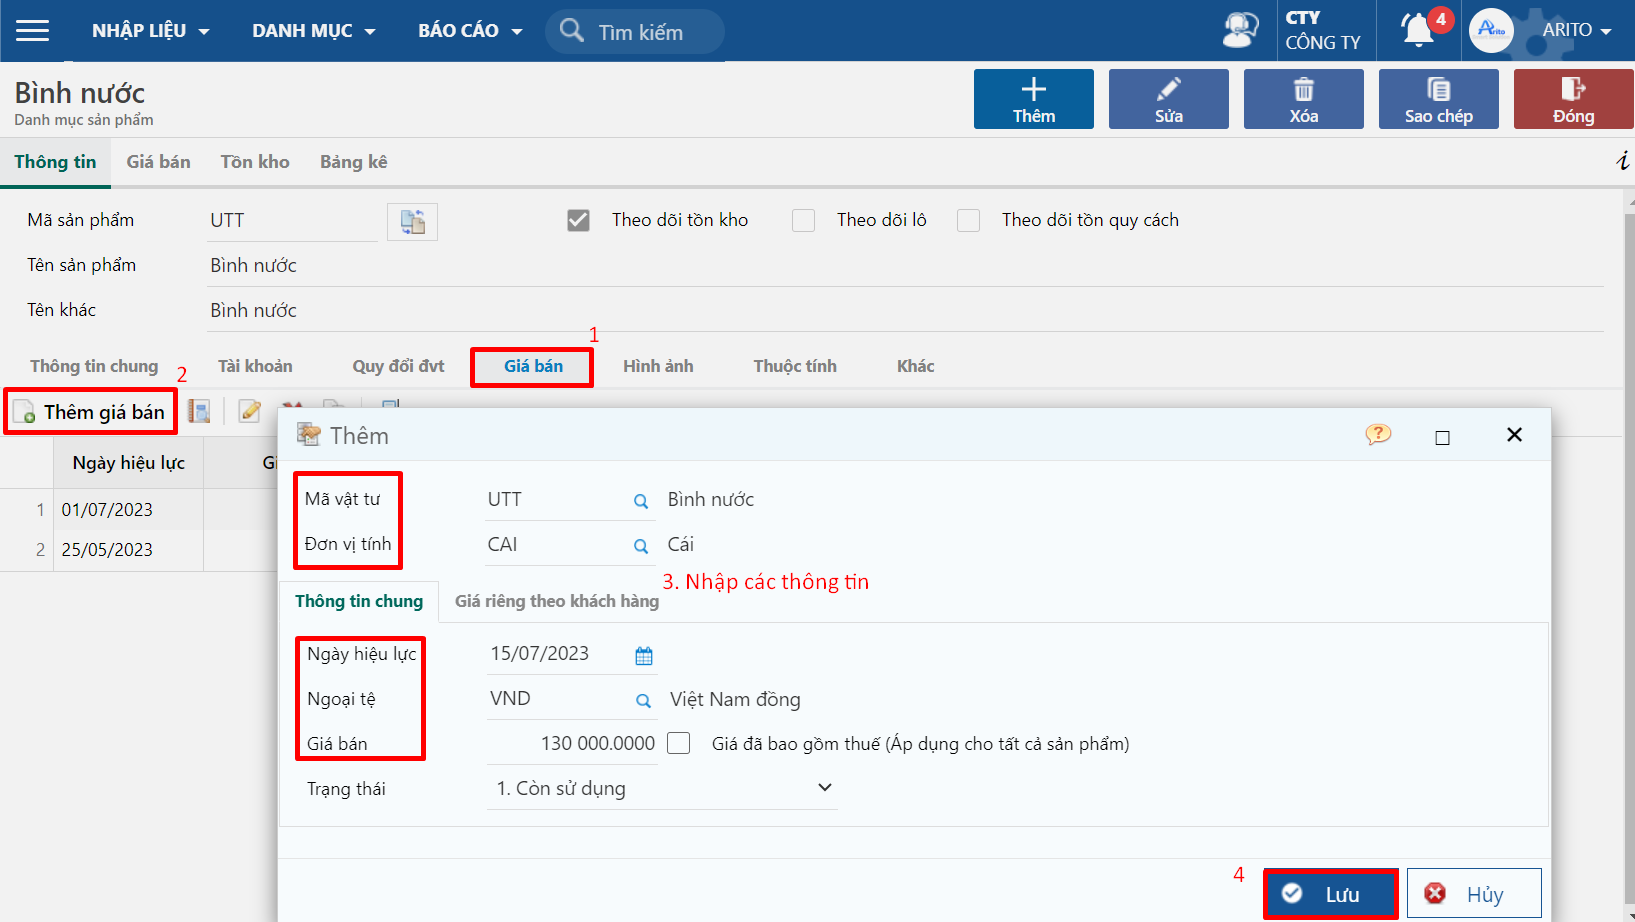 NHẬP LIỆU
DANH MỤC
BÁO CÁO
Tìm kiếm
CTY
CÔNG TY
4
Arito
ARITO
Bình nước
Danh mục sản phẩm
Thêm
Sửa
Xóa
Sao chép
Đóng
Thông tin
Giá bán
Tồn kho
Bảng kê
i
Mã sản phẩm
UTT
Theo dõi tồn kho
Theo dõi lô
Theo dõi tồn quy cách
Tên sản phẩm
Bình nước
Tên khác
Bình nước
1
Thông tin chung
Tài khoản
Quy đổi đvt
Giá bán
Hình ảnh
Thuộc tính
Khác
2
Thêm giá bán
Ngày hiệu lực
1 01/07/2023
2 25/05/2023
Thêm
?
Mã vật tư
UTT
Bình nước
Đơn vị tính
CAI
Cái
3. Nhập các thông tin
Thông tin chung
Giá riêng theo khách hàng
Ngày hiệu lực
15/07/2023
Ngoại tệ
VND
Việt Nam đồng
Giá bán
130 000.0000
Giá đã bao gồm thuế (Áp dụng cho tất cả sản phẩm)
Trạng thái
1. Còn sử dụng
4
Lưu
Hủy